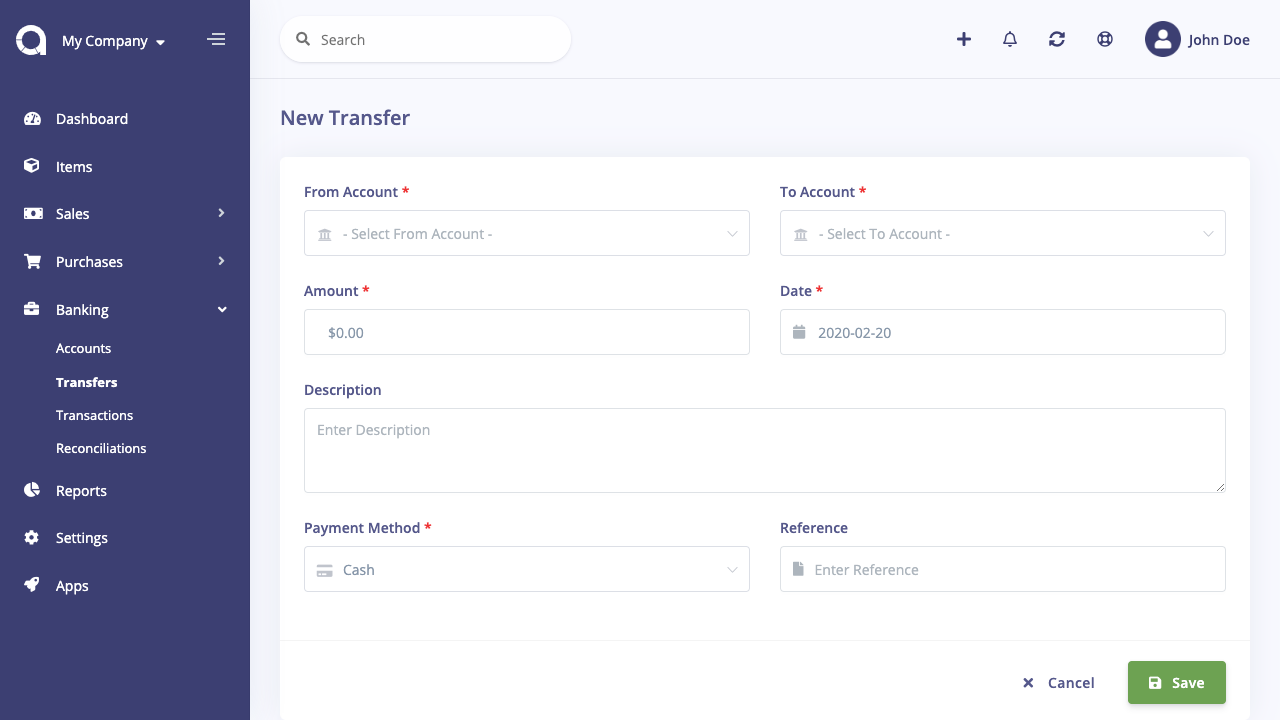 My Company
Search
John Doe
Dashboard
Items
Sales
Purchases
Banking
Accounts
Transfers
Transactions
Reconciliations
Reports
Settings
Apps
New Transfer
From Account *
To Account *
- Select From Account -
- Select To Account -
Amount *
Date *
$0.00
2020-02-20
Description
Enter Description
Payment Method *
Reference
Cash
Enter Reference
Cancel
Save